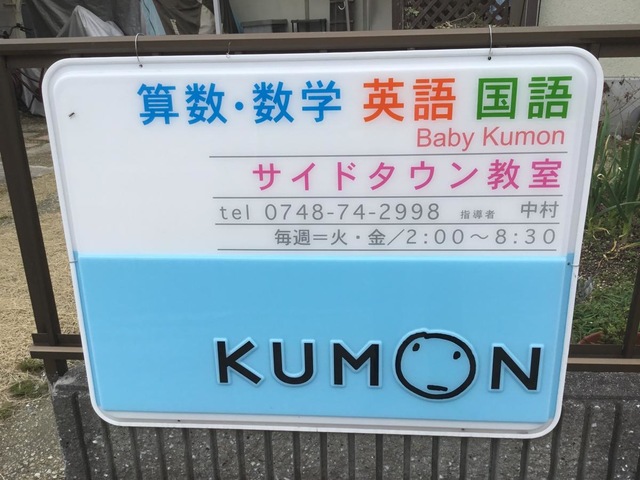 算数・数学 英語 国語
Baby Kumon
サイドタウン教室
tel 0748-74-2998 指導者 中村
毎週=火・金/2:00〜8:30
KUMON